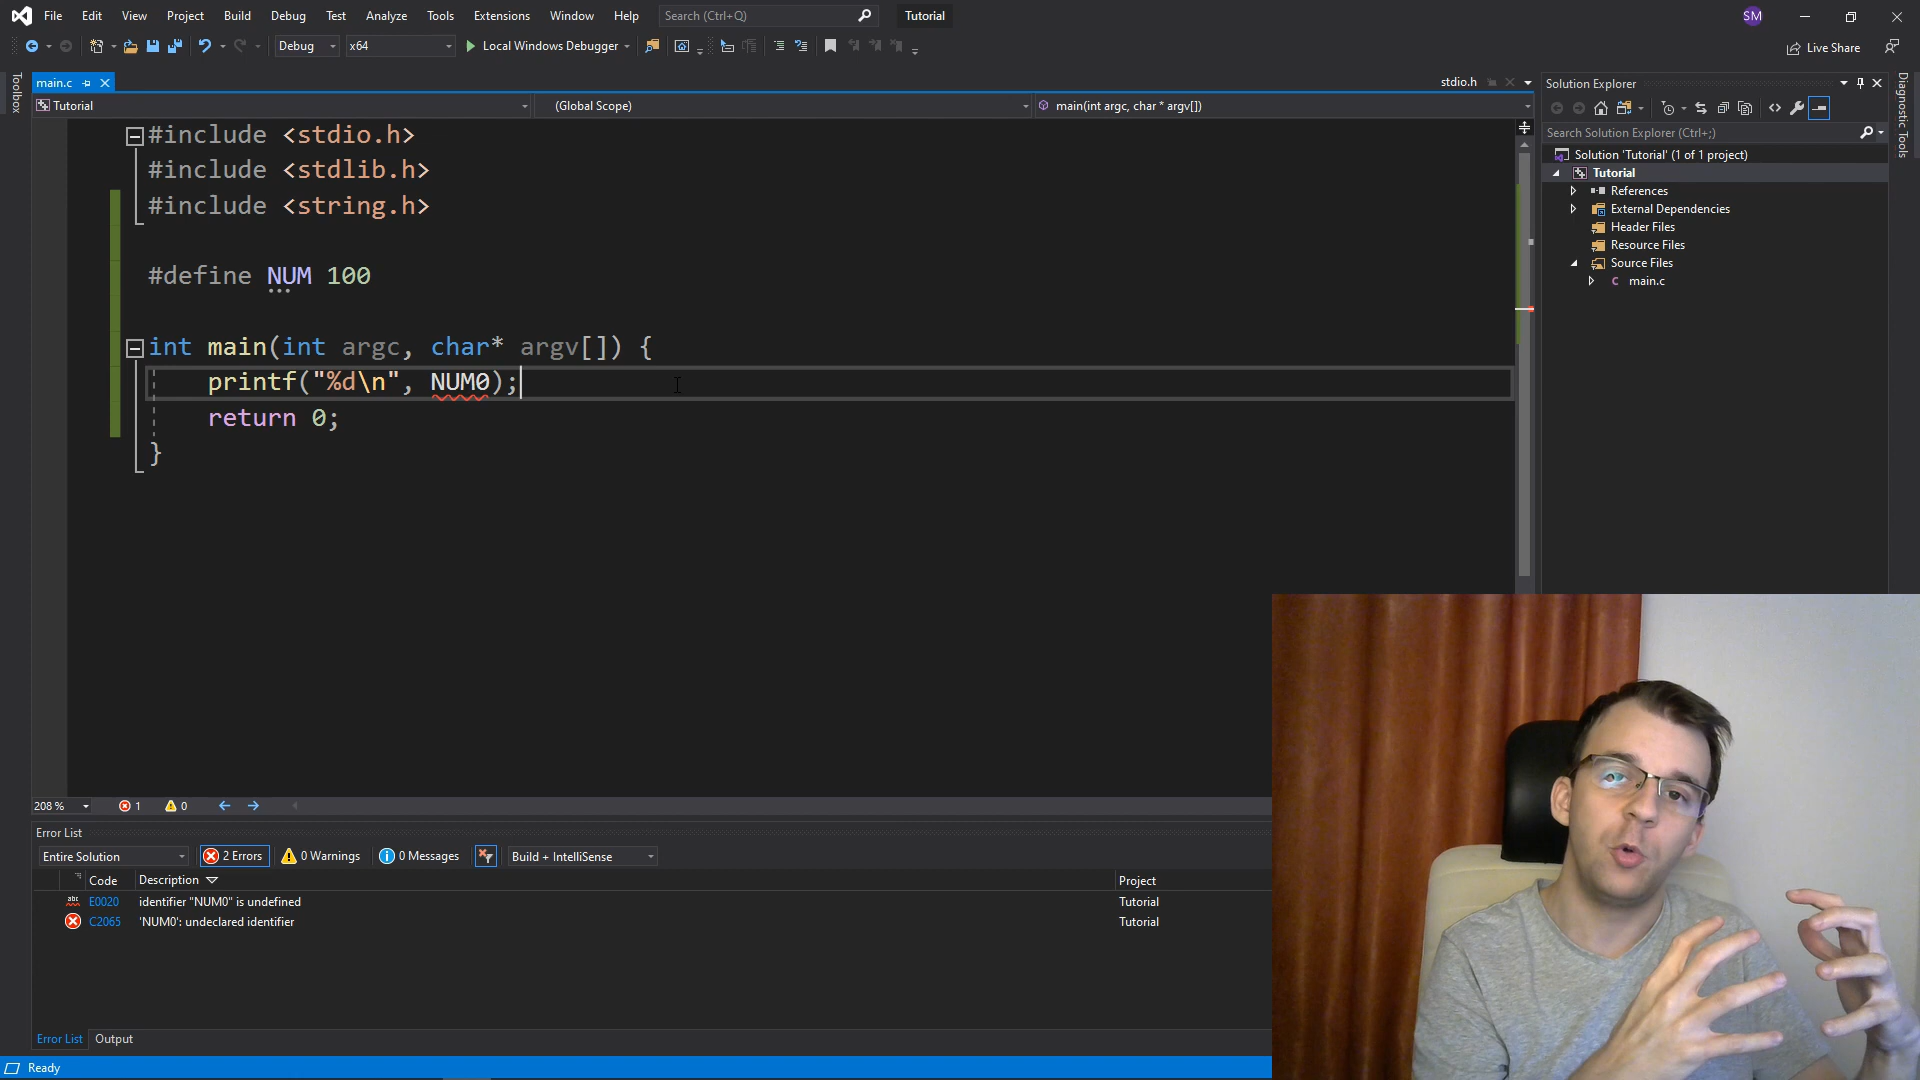 File Edit View Project Build Debug Test Analyze Tools Extensions Window Help Search (Ctrl+Q) Tutorial SM
Debug x64 Local Windows Debugger Live Share
Toolbox
main.c stdio.h
Tutorial (Global Scope) main(int argc, char * argv[])
#include <stdio.h>
#include <stdlib.h>
#include <string.h>
#define NUM 100
int main(int argc, char* argv[]) {
printf("%d\n", NUM0);
return 0;
}
Solution Explorer
Search Solution Explorer (Ctrl+;)
Solution 'Tutorial' (1 of 1 project)
Tutorial
References
External Dependencies
Header Files
Resource Files
Source Files
C main.c
Diagnostic Tools
208 % 1 0
Error List
Entire Solution 2 Errors 0 Warnings 0 Messages Build + IntelliSense
Code Description Project
abc E0020 identifier "NUM0" is undefined Tutorial
C2065 'NUM0': undeclared identifier Tutorial
Error List Output
Ready